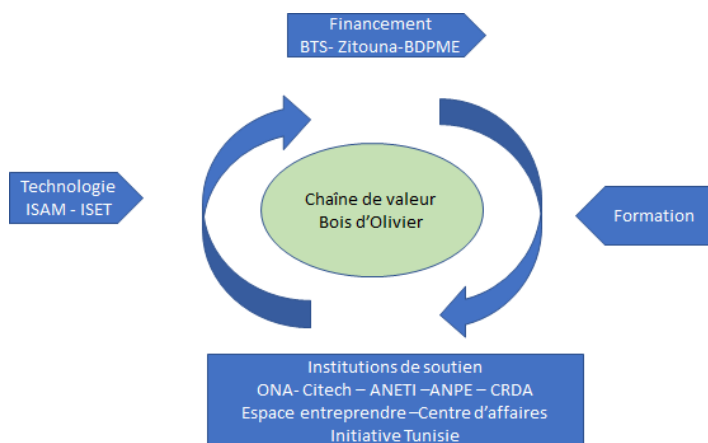 Financement
BTS- Zitouna-BDPME
Technologie
ISAM - ISET
Chaîne de valeur
Bois d'Olivier
Formation
Institutions de soutien
ONA- Citech – ANETI –ANPE – CRDA
Espace entreprendre –Centre d'affaires
Initiative Tunisie